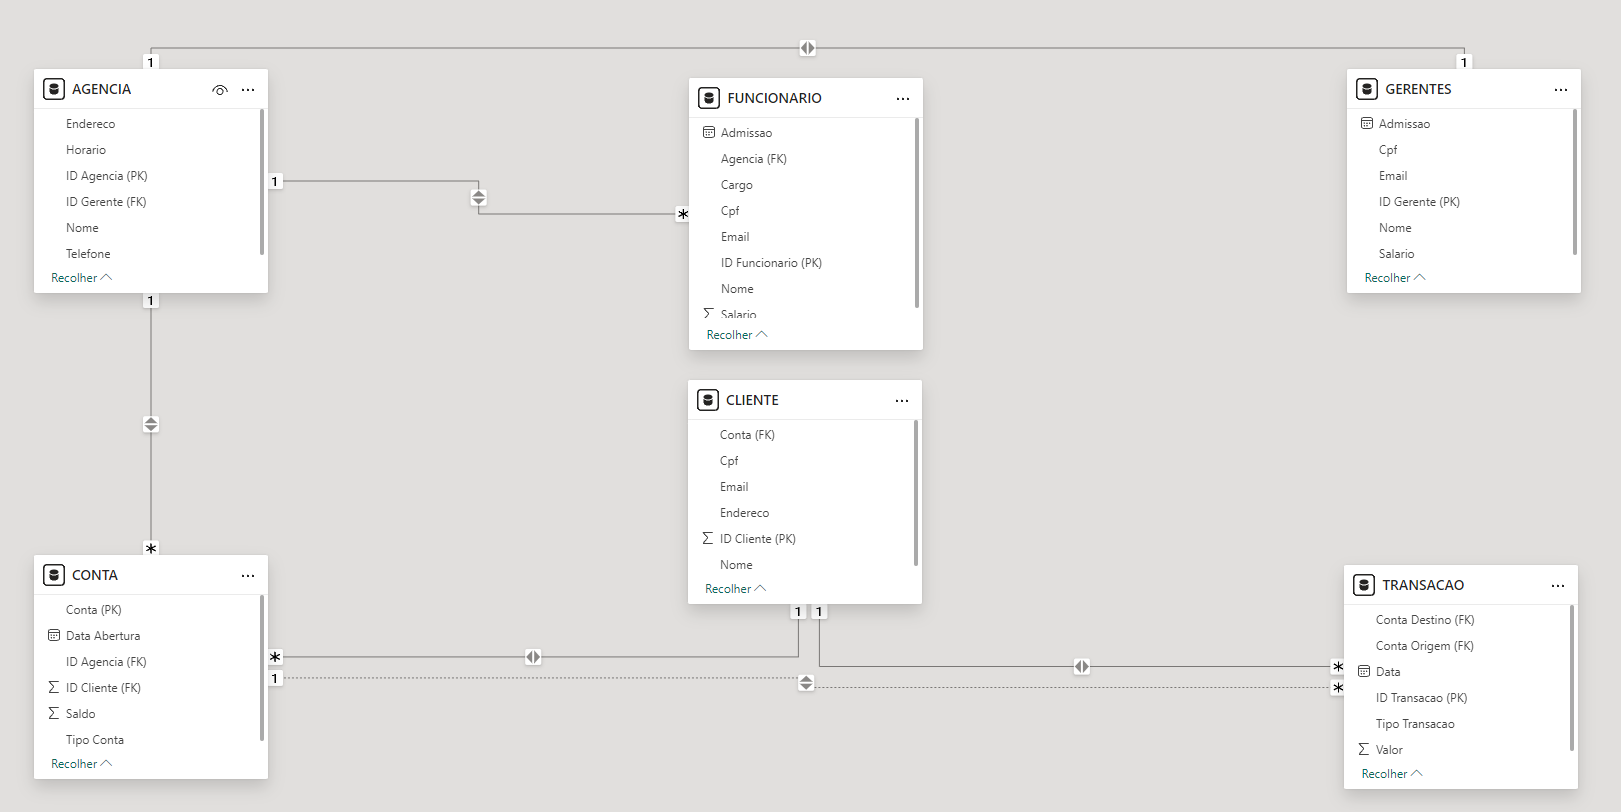 1
1
AGENCIA
Endereco
Horario
ID Agencia (PK)
ID Gerente (FK)
Nome
Telefone
Recolher
1
1
FUNCIONARIO
Admissao
Agencia (FK)
Cargo
Cpf
Email
ID Funcionario (PK)
Nome
Salario
Recolher
*
GERENTES
Admissao
Cpf
Email
ID Gerente (PK)
Nome
Salario
Recolher
CLIENTE
Conta (FK)
Cpf
Email
Endereco
ID Cliente (PK)
Nome
Recolher
1 1
*
CONTA
Conta (PK)
Data Abertura
ID Agencia (FK)
ID Cliente (FK)
Saldo
Tipo Conta
Recolher
*
1
TRANSACAO
Conta Destino (FK)
Conta Origem (FK)
Data
ID Transacao (PK)
Tipo Transacao
Valor
Recolher
*
*